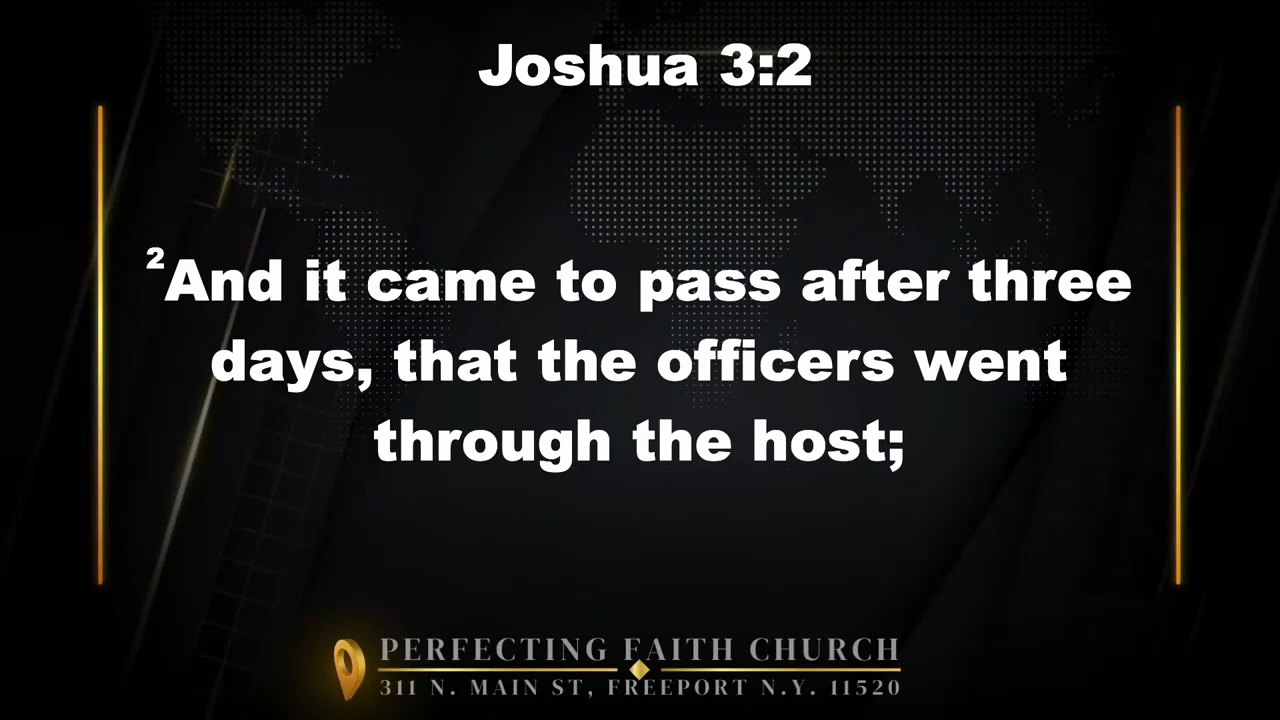 Joshua 3:2
²And it came to pass after three
days, that the officers went
through the host;
PERFECTING FAITH CHURCH
311 N. MAIN ST, FREEPORT N.Y. 11520